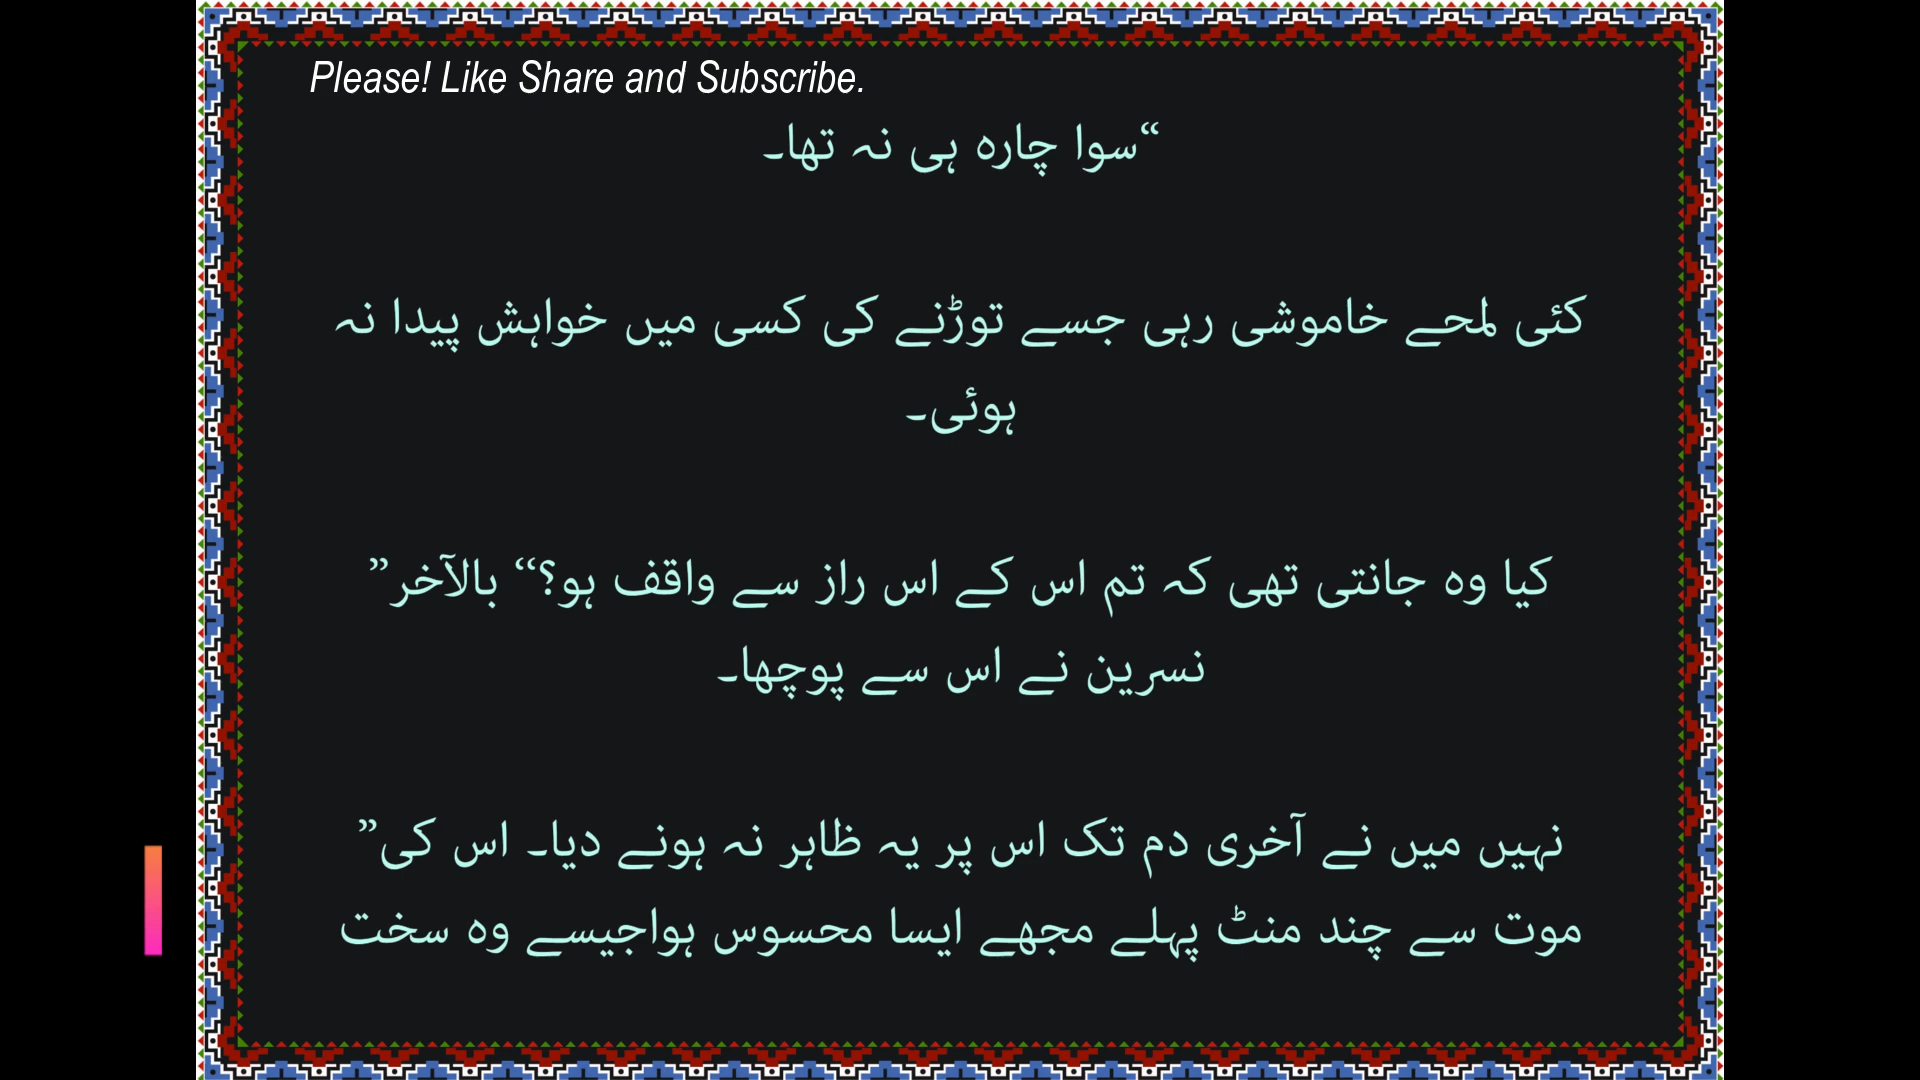 Please! Like Share and Subscribe.
“سوا چارہ ہی نہ تھا۔
کئی لمحے خاموشی رہی جسے توڑنے کی کسی میں خواہش پیدا نہ
ہوئی۔
کیا وہ جانتی تھی کہ تم اس کے اس راز سے واقف ہو؟“ بالآخر”
نسرین نے اس سے پوچھا۔
نہیں میں نے آخری دم تک اس پر یہ ظاہر نہ ہونے دیا۔ اس کی”
موت سے چند منٹ پہلے مجھے ایسا محسوس ہواجیسے وہ سخت